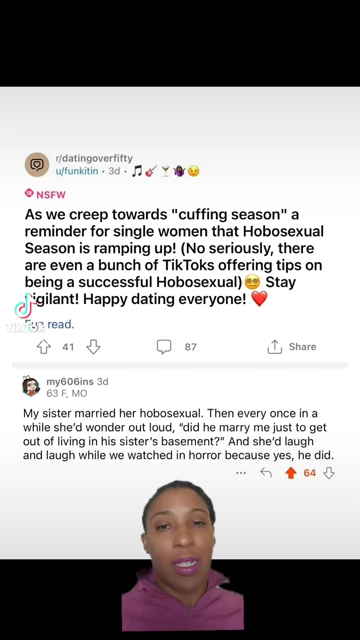 r/datingoverfifty
u/funkitin • 3d • 🎵🎸🍸🤷🏿‍♀️😉
NSFW
As we creep towards "cuffing season" a
reminder for single women that Hobosexual
Season is ramping up! (No seriously, there
are even a bunch of TikToks offering tips on
being a successful Hobosexual)😵‍💫 Stay
Vigilant! Happy dating everyone! ❤️
TikTok
Fun read.
41
87
Share
my606ins 3d
63 F, MO
My sister married her hobosexual. Then every once in a
while she'd wonder out loud, "did he marry me just to get
out of living in his sister's basement?" And she'd laugh
and laugh while we watched in horror because yes, he did.
64